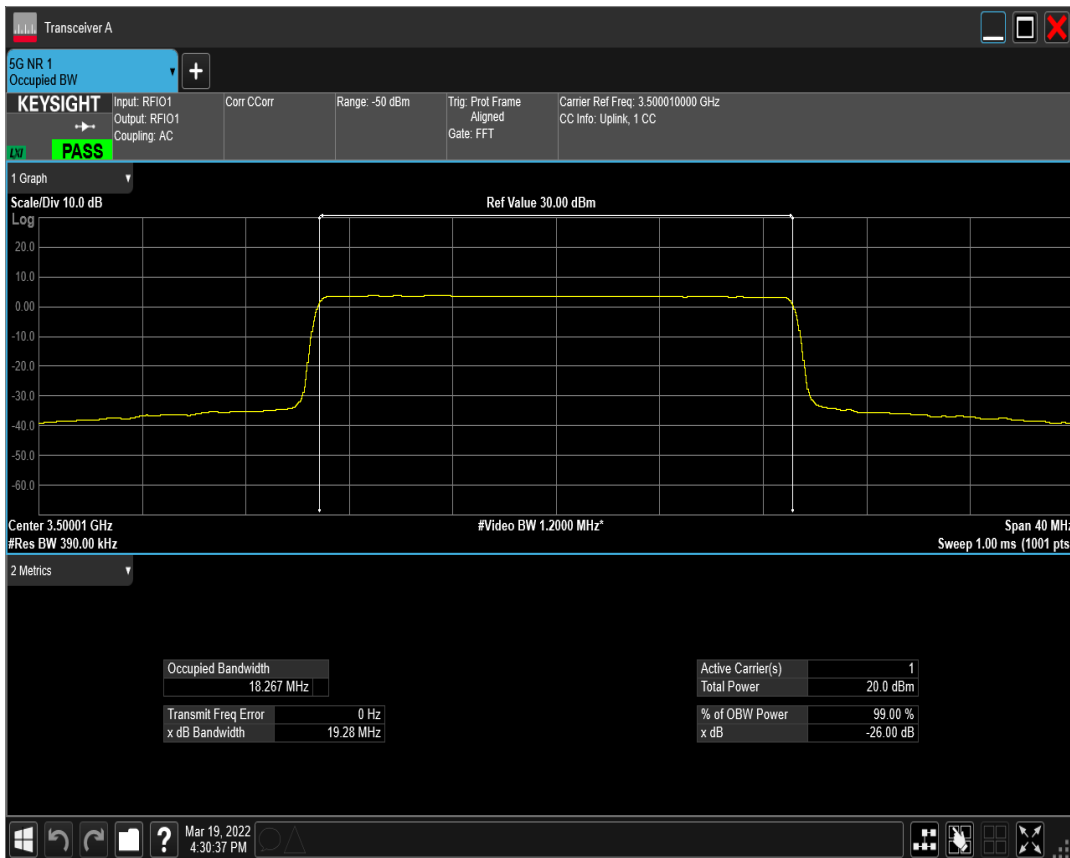 Transceiver A
5G NR 1
Occupied BW
+
KEYSIGHT
Input: RFIO1
Output: RFIO1
Coupling: AC
Corr CCorr
Range: -50 dBm
Trig: Prot Frame
Aligned
Gate: FFT
Carrier Ref Freq: 3.500010000 GHz
CC Info: Uplink, 1 CC
LXI
PASS
1 Graph
Scale/Div 10.0 dB
Ref Value 30.00 dBm
Log
20.0
10.0
0.00
-10.0
-20.0
-30.0
-40.0
-50.0
-60.0
Center 3.50001 GHz
#Video BW 1.2000 MHz*
Span 40 MHz
#Res BW 390.00 kHz
Sweep 1.00 ms (1001 pts
2 Metrics
Occupied Bandwidth
18.267 MHz
Transmit Freq Error 0 Hz
x dB Bandwidth 19.28 MHz
Active Carrier(s) 1
Total Power 20.0 dBm
% of OBW Power 99.00 %
x dB -26.00 dB
?
Mar 19, 2022
4:30:37 PM